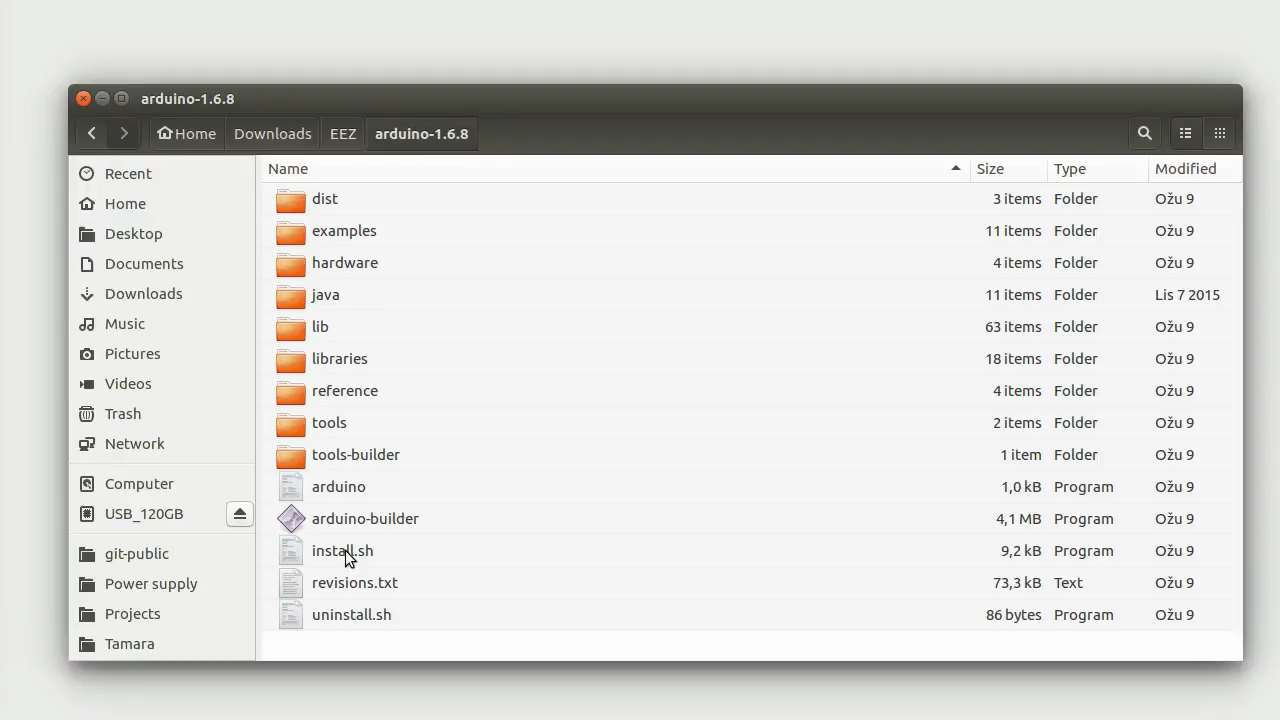 arduino-1.6.8
Home Downloads EEZ arduino-1.6.8
Name Size Type Modified
Recent
Home
Desktop
Documents
Downloads
Music
Pictures
Videos
Trash
Network
Computer
USB_120GB
git-public
Power supply
Projects
Tamara
dist 3 items Folder Ožu 9
examples 11 items Folder Ožu 9
hardware 4 items Folder Ožu 9
java 11 items Folder Lis 7 2015
lib 63 items Folder Ožu 9
libraries 18 items Folder Ožu 9
reference 4 items Folder Ožu 9
tools 2 items Folder Ožu 9
tools-builder 1 item Folder Ožu 9
arduino 1,0 kB Program Ožu 9
arduino-builder 4,1 MB Program Ožu 9
install.sh 9,2 kB Program Ožu 9
revisions.txt 73,3 kB Text Ožu 9
uninstall.sh 86 bytes Program Ožu 9